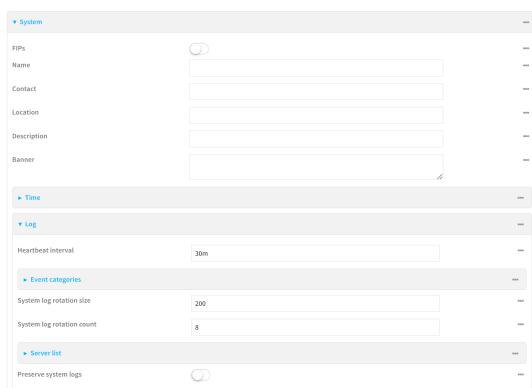 System
FIPs
Name
Contact
Location
Description
Banner
Time
Log
Heartbeat interval
30m
Event categories
System log rotation size
200
System log rotation count
8
Server list
Preserve system logs